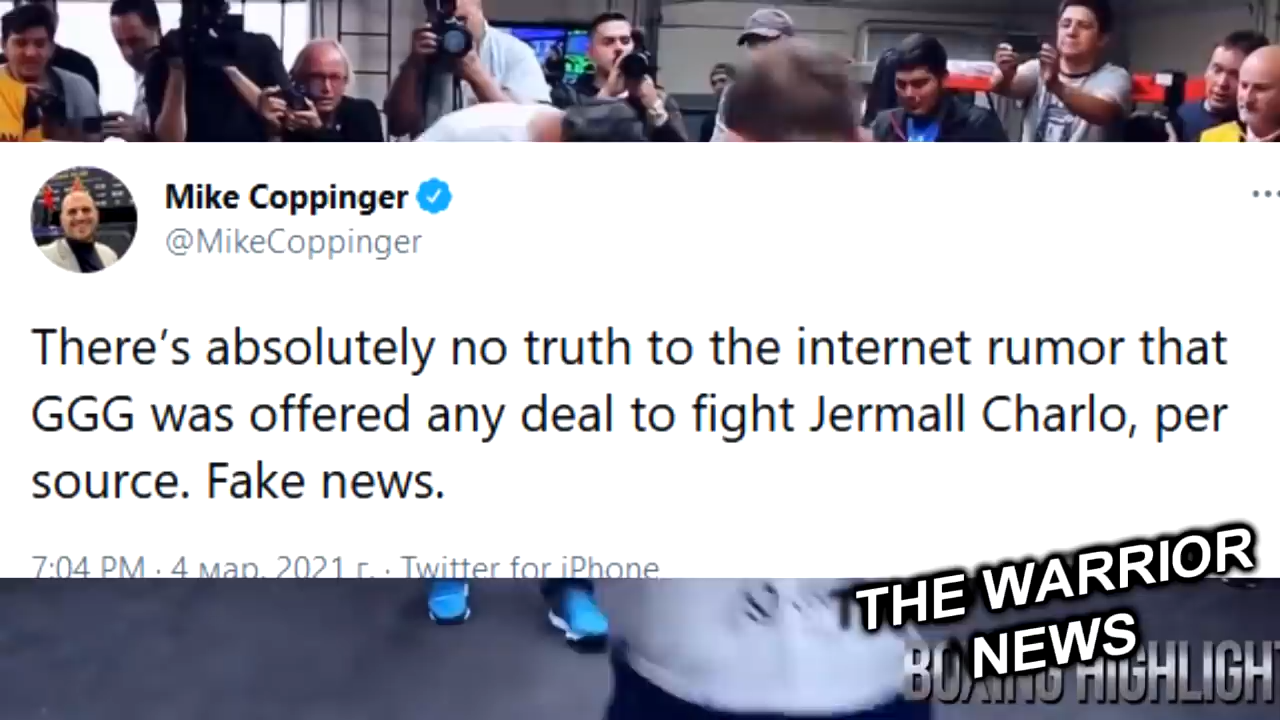 Mike Coppinger
@MikeCoppinger
There’s absolutely no truth to the internet rumor that
GGG was offered any deal to fight Jermall Charlo, per
source. Fake news.
7:04 PM · 4 мар. 2021 г. · Twitter for iPhone
THE WARRIOR
NEWS
BOXING HIGHLIGH